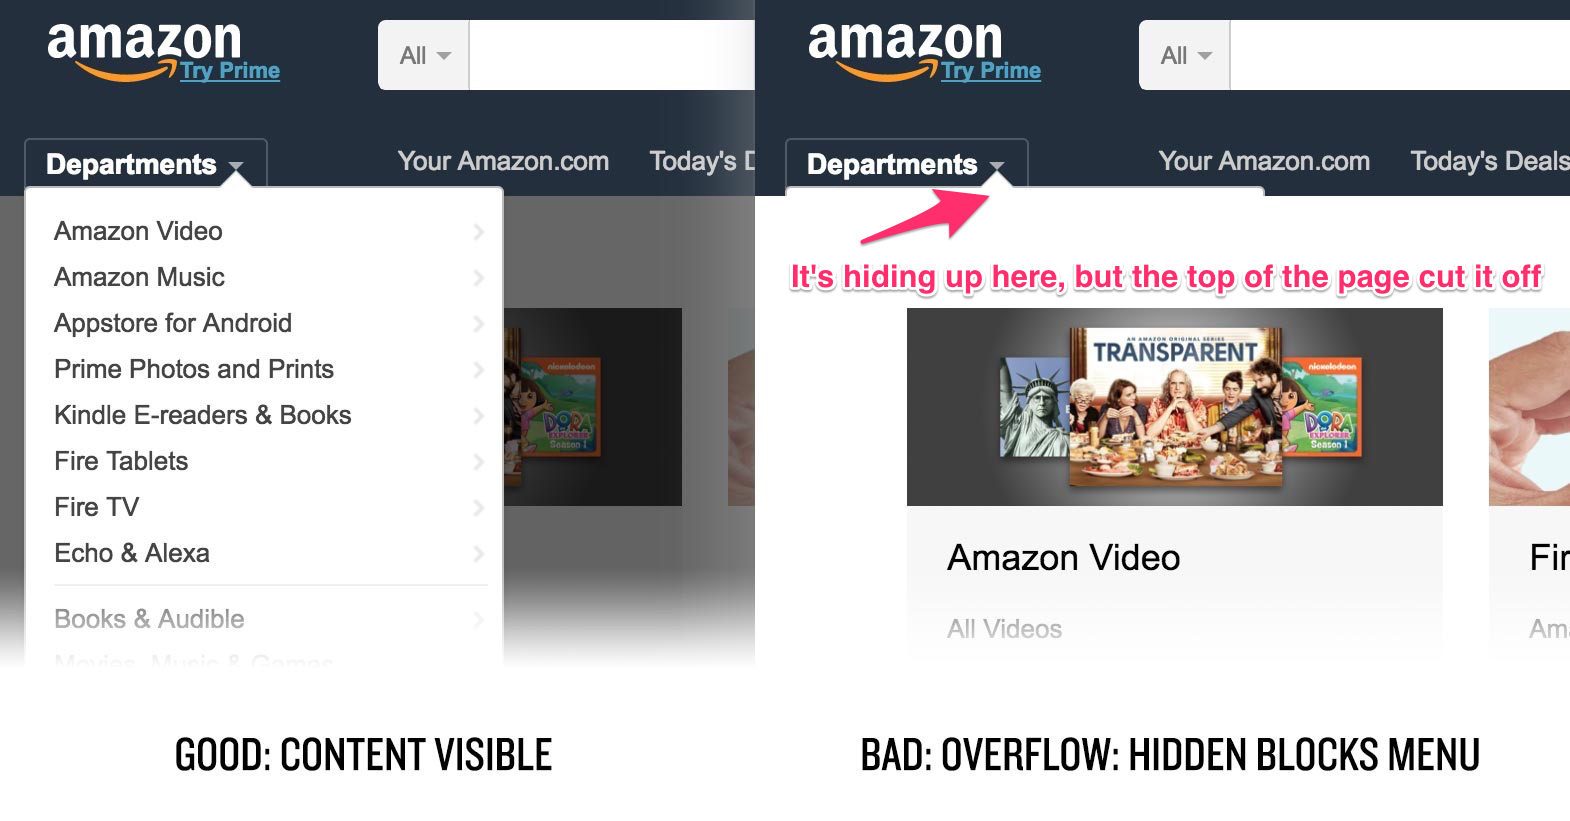 amazon
Try Prime
All
Departments
Your Amazon.com
Today's D
Amazon Video
Amazon Music
Appstore for Android
Prime Photos and Prints
Kindle E-readers & Books
Fire Tablets
Fire TV
Echo & Alexa
Books & Audible
Movies, Music & Games
nickelodeon
DORA
EXPLORER
Season 1
GOOD: CONTENT VISIBLE
amazon
Try Prime
All
Departments
Your Amazon.com
Today's Deals
It's hiding up here, but the top of the page cut it off
AN AMAZON ORIGINAL SERIES
TRANSPARENT
nickelodeon
DORA
EXPLORER
Season 1
Amazon Video
Fir
All Videos
Ama
BAD: OVERFLOW: HIDDEN BLOCKS MENU